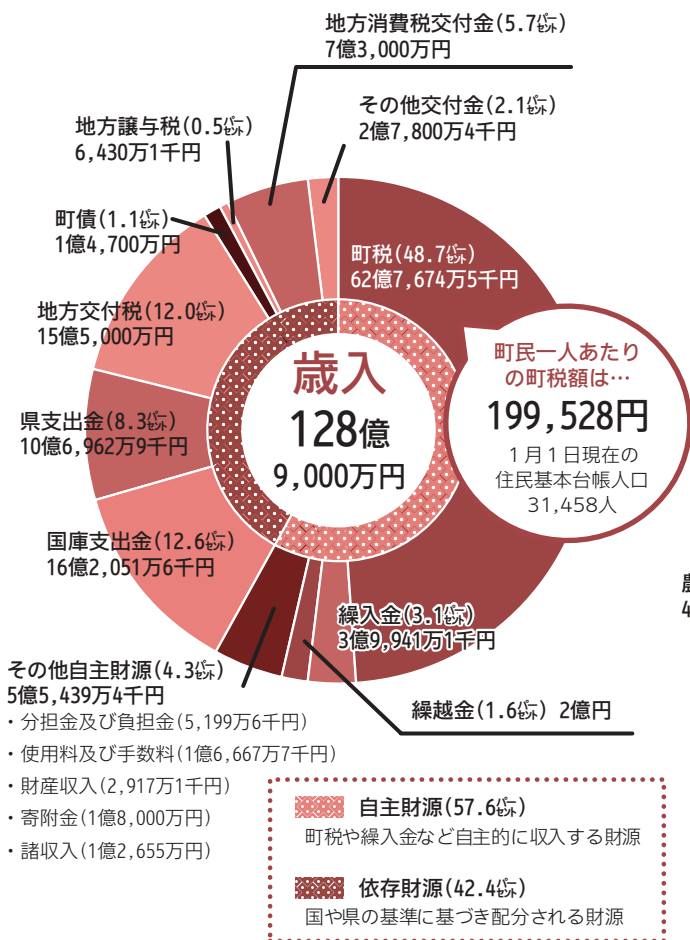 地方消費税交付金(5.7㌫)
7億3,000万円
その他交付金(2.1㌫)
2億7,800万4千円
地方譲与税(0.5㌫)
6,430万1千円
町債(1.1㌫)
1億4,700万円
町税(48.7㌫)
62億7,674万5千円
地方交付税(12.0㌫)
15億5,000万円
歳入
128億
9,000万円
町民一人あたり
の町税額は…
199,528円
1月1日現在の
住民基本台帳人口
31,458人
県支出金(8.3㌫)
10億6,962万9千円
国庫支出金(12.6㌫)
16億2,051万6千円
繰入金(3.1㌫)
3億9,941万1千円
農
4
その他自主財源(4.3㌫)
5億5,439万4千円
・分担金及び負担金(5,199万6千円)
・使用料及び手数料(1億6,667万7千円)
・財産収入(2,917万1千円)
・寄附金(1億8,000万円)
・諸収入(1億2,655万円)
繰越金(1.6㌫) 2億円
自主財源(57.6㌫)
町税や繰入金など自主的に収入する財源
依存財源(42.4㌫)
国や県の基準に基づき配分される財源